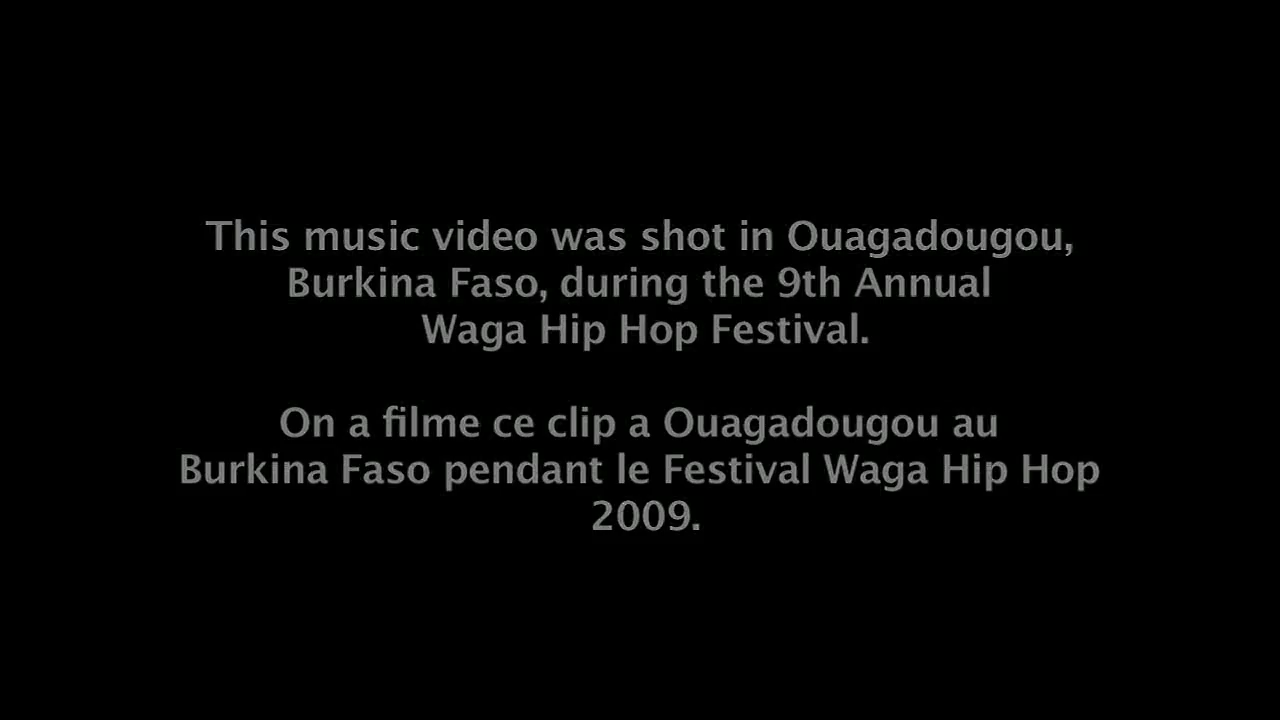 This music video was shot in Ouagadougou,
Burkina Faso, during the 9th Annual
Waga Hip Hop Festival.
On a filme ce clip a Ouagadougou au
Burkina Faso pendant le Festival Waga Hip Hop
2009.